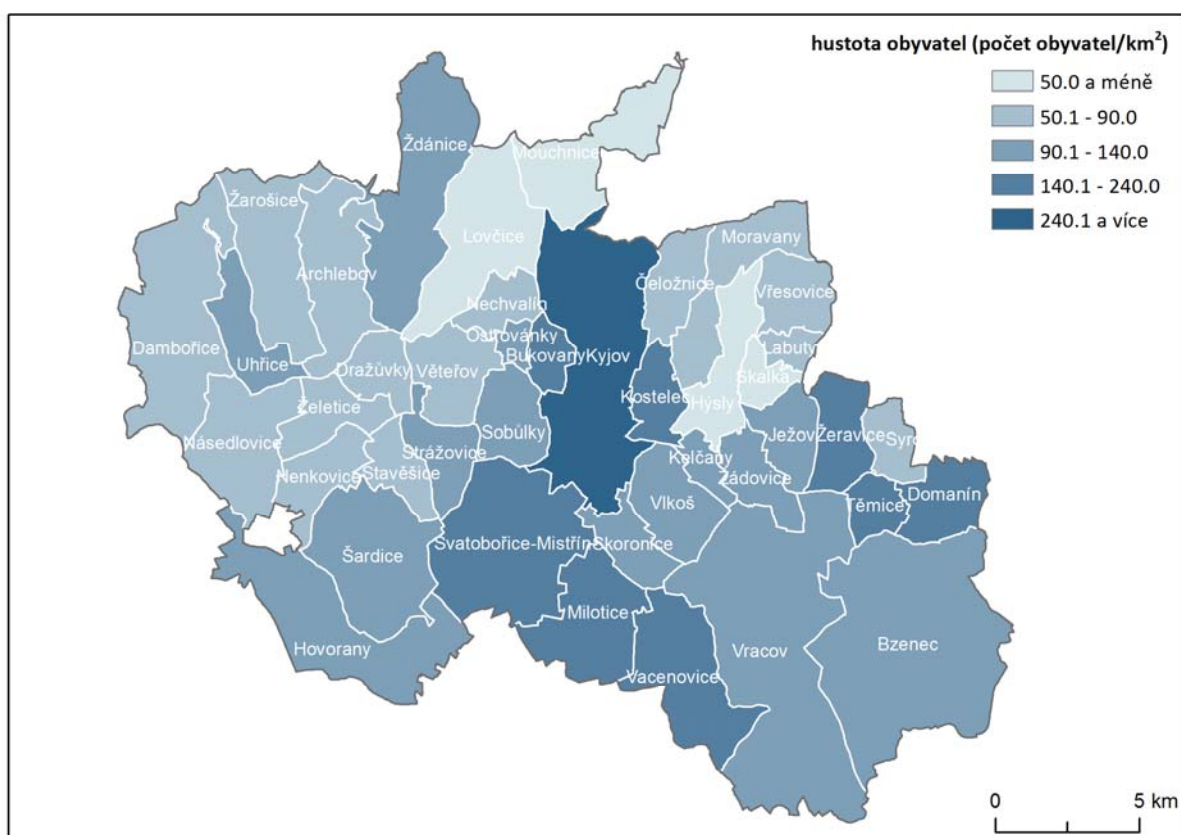 hustota obyvatel (počet obyvatel/km²)
50.0 a méně
50.1 - 90.0
90.1 - 140.0
140.1 - 240.0
240.1 a více
Ždánice
Mouchnice
Žarošice
Lovčice
Moravany
Archlebov
Čeložnice
Vřesovice
Nechvalín
Ostrovánky
Dambořice
Bukovany
Kyjov
Labuty
Uhřice
Dražůvky
Věteřov
Skalka
Kostelec
Hýsly
Želetice
Sobůlky
Ježov
Žeravice
Syro
Násedlovice
Strážovice
Kelčany
Nenkovice
Stavěšice
Žádovice
Domanín
Vlkoš
Těmice
Svatobořice-Mistřín
Skoronice
Šardice
Milotice
Hovorany
Vracov
Bzenec
Vacenovice
0
5 km